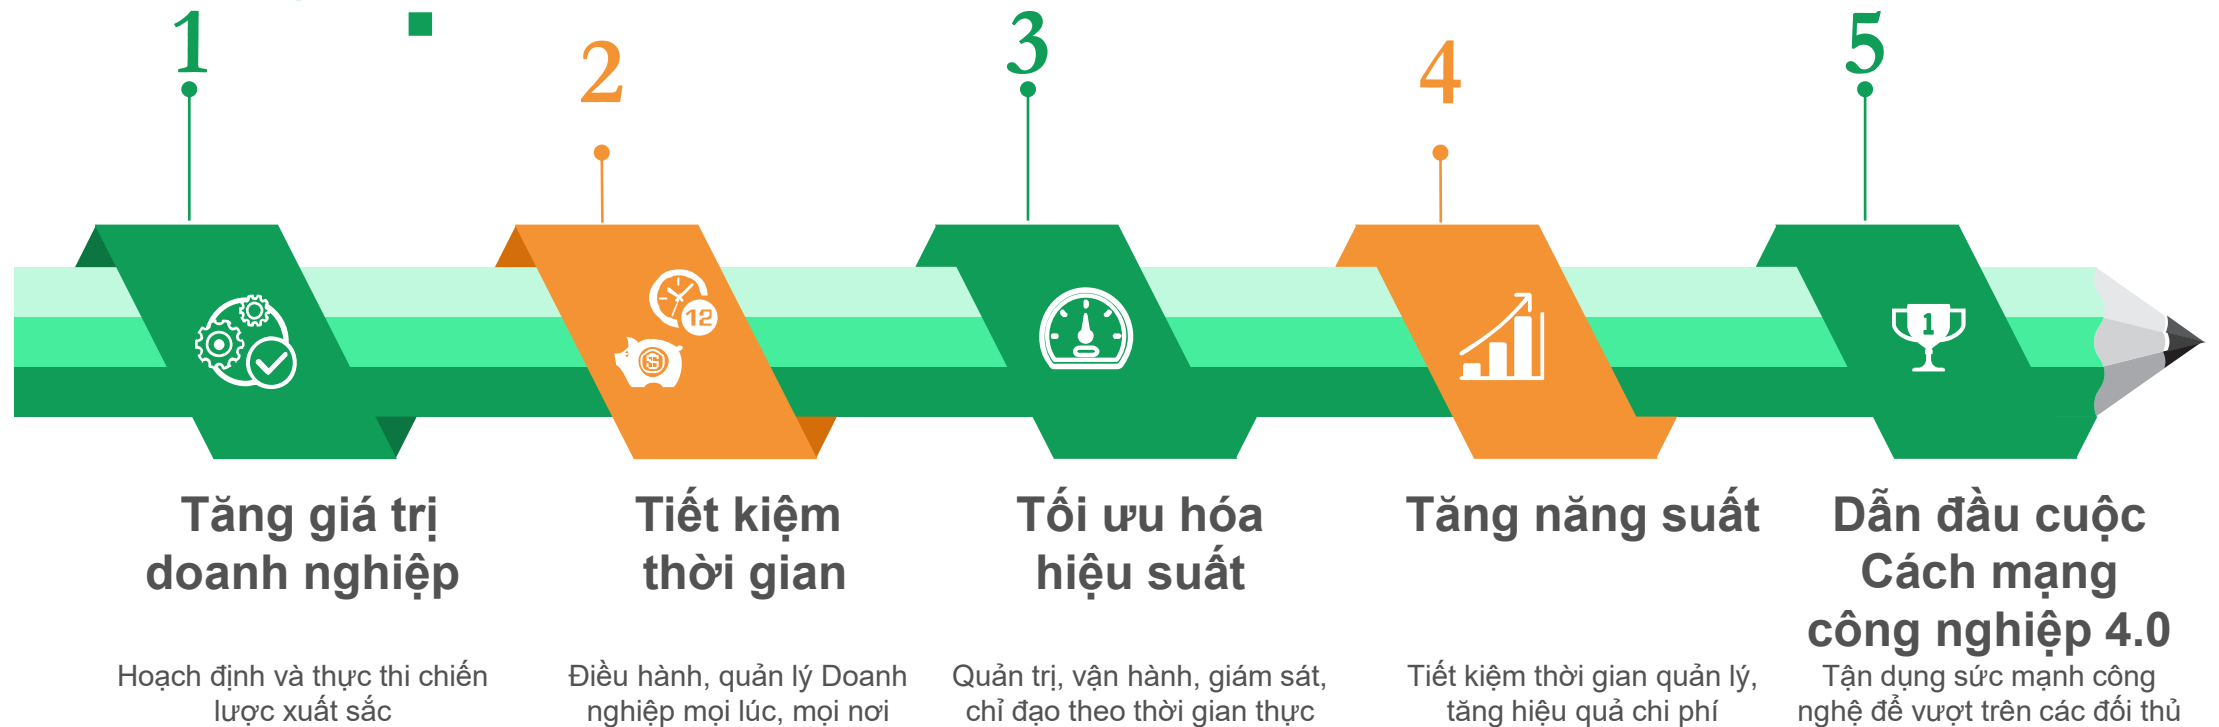 1
2
3
4
5
12
$
1
Tăng giá trị
doanh nghiệp
Hoạch định và thực thi chiến
lược xuất sắc
Tiết kiệm
thời gian
Điều hành, quản lý Doanh
nghiệp mọi lúc, mọi nơi
Tối ưu hóa
hiệu suất
Quản trị, vận hành, giám sát,
chỉ đạo theo thời gian thực
Tăng năng suất
Tiết kiệm thời gian quản lý,
tăng hiệu quả chi phí
Dẫn đầu cuộc
Cách mạng
công nghiệp 4.0
Tận dụng sức mạnh công
nghệ để vượt trên các đối thủ